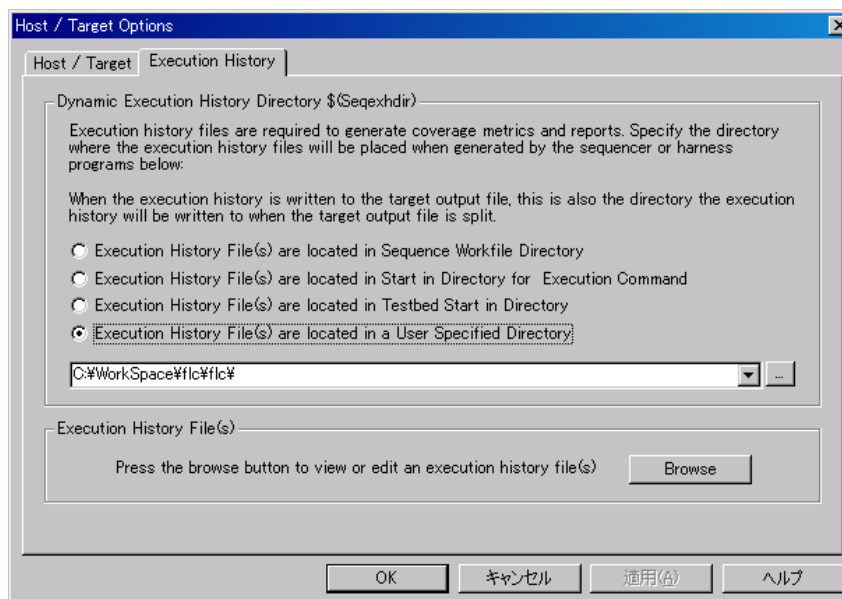 Host / Target Options
Host / Target
Execution History
Dynamic Execution History Directory $(Seqexhdir)
Execution history files are required to generate coverage metrics and reports. Specify the directory
where the execution history files will be placed when generated by the sequencer or harness
programs below:
When the execution history is written to the target output file, this is also the directory the execution
history will be written to when the target output file is split.
Execution History File(s) are located in Sequence Workfile Directory
Execution History File(s) are located in Start in Directory for Execution Command
Execution History File(s) are located in Testbed Start in Directory
Execution History File(s) are located in a User Specified Directory
C:¥WorkSpace¥flc¥flc¥
...
Execution History File(s)
Press the browse button to view or edit an execution history file(s)
Browse
OK
キャンセル
適用(A)
ヘルプ